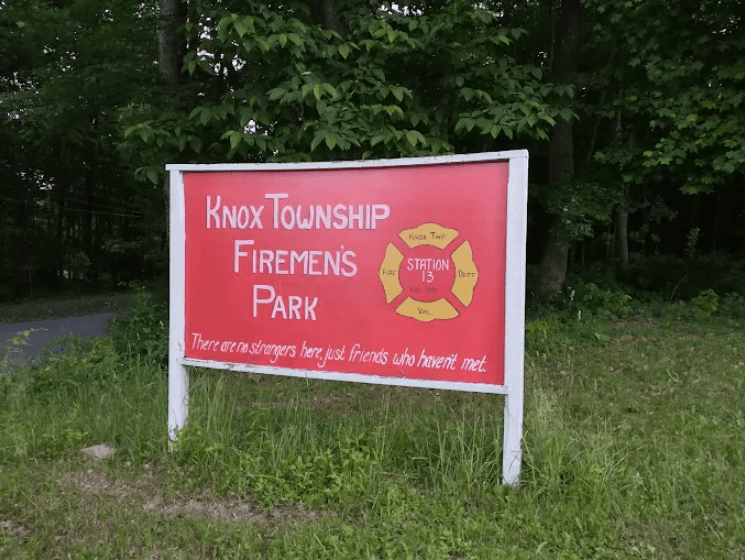 Knox Township
Firemen's
Park
Knox Twp
Fire
Station
13
Dept
Vol.
There are no strangers here, just friends who haven't met.